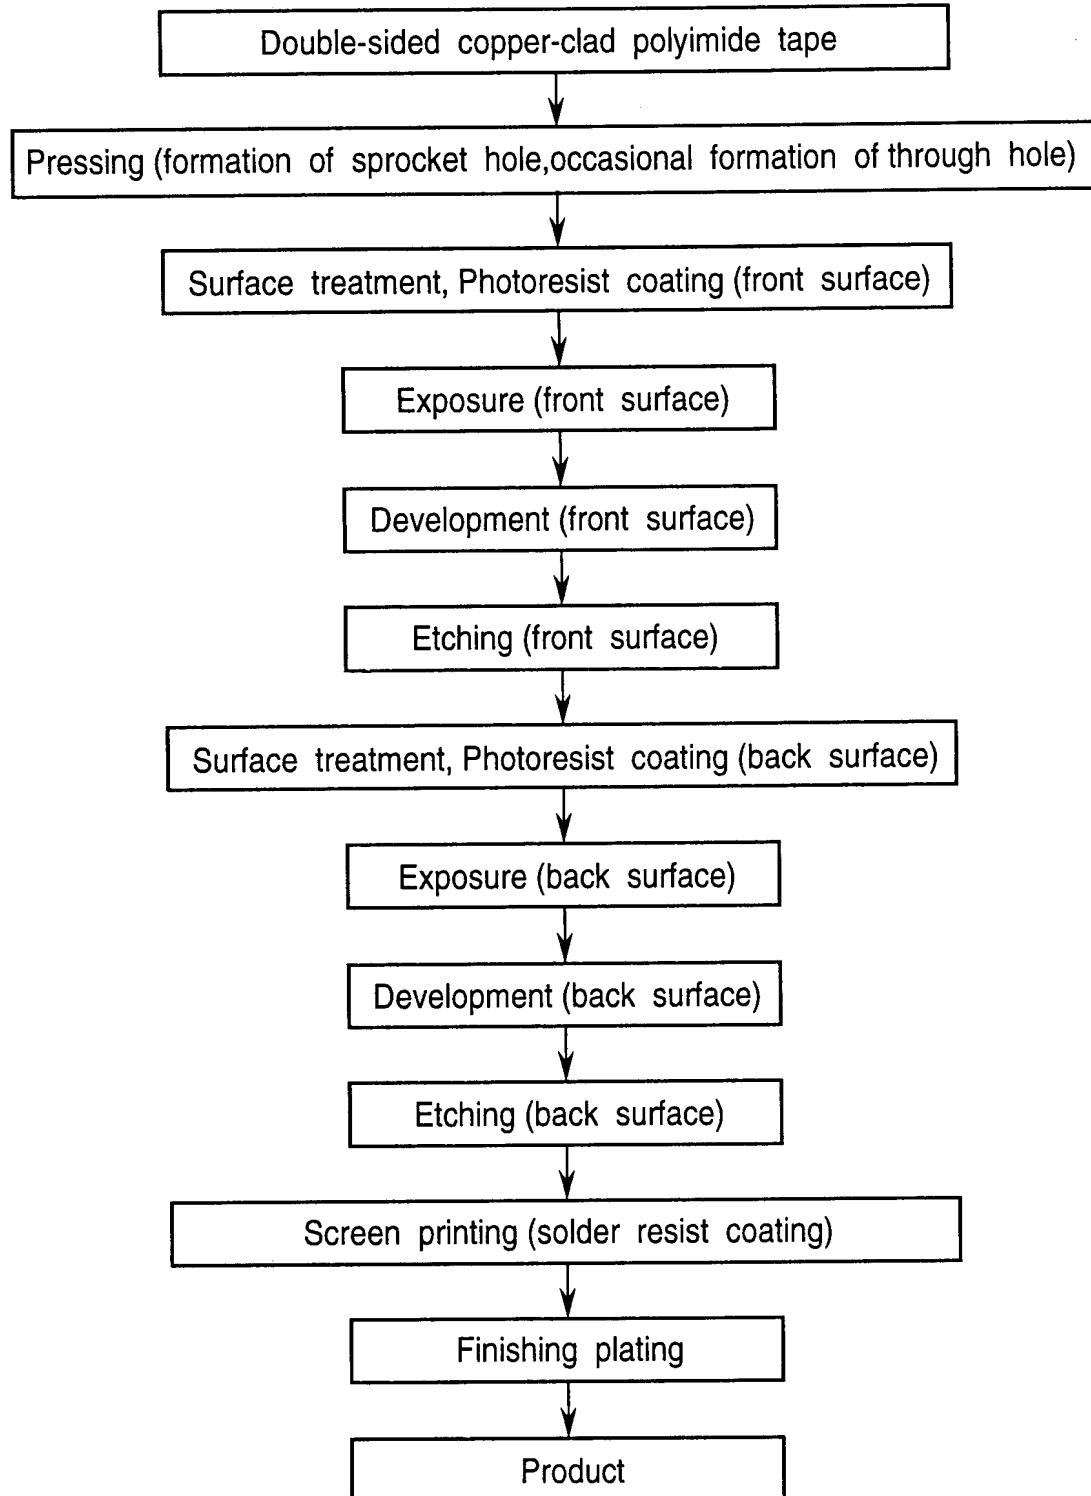 Double-sided copper-clad polyimide tape
Pressing (formation of sprocket hole,occasional formation of through hole)
Surface treatment, Photoresist coating (front surface)
Exposure (front surface)
Development (front surface)
Etching (front surface)
Surface treatment, Photoresist coating (back surface)
Exposure (back surface)
Development (back surface)
Etching (back surface)
Screen printing (solder resist coating)
Finishing plating
Product